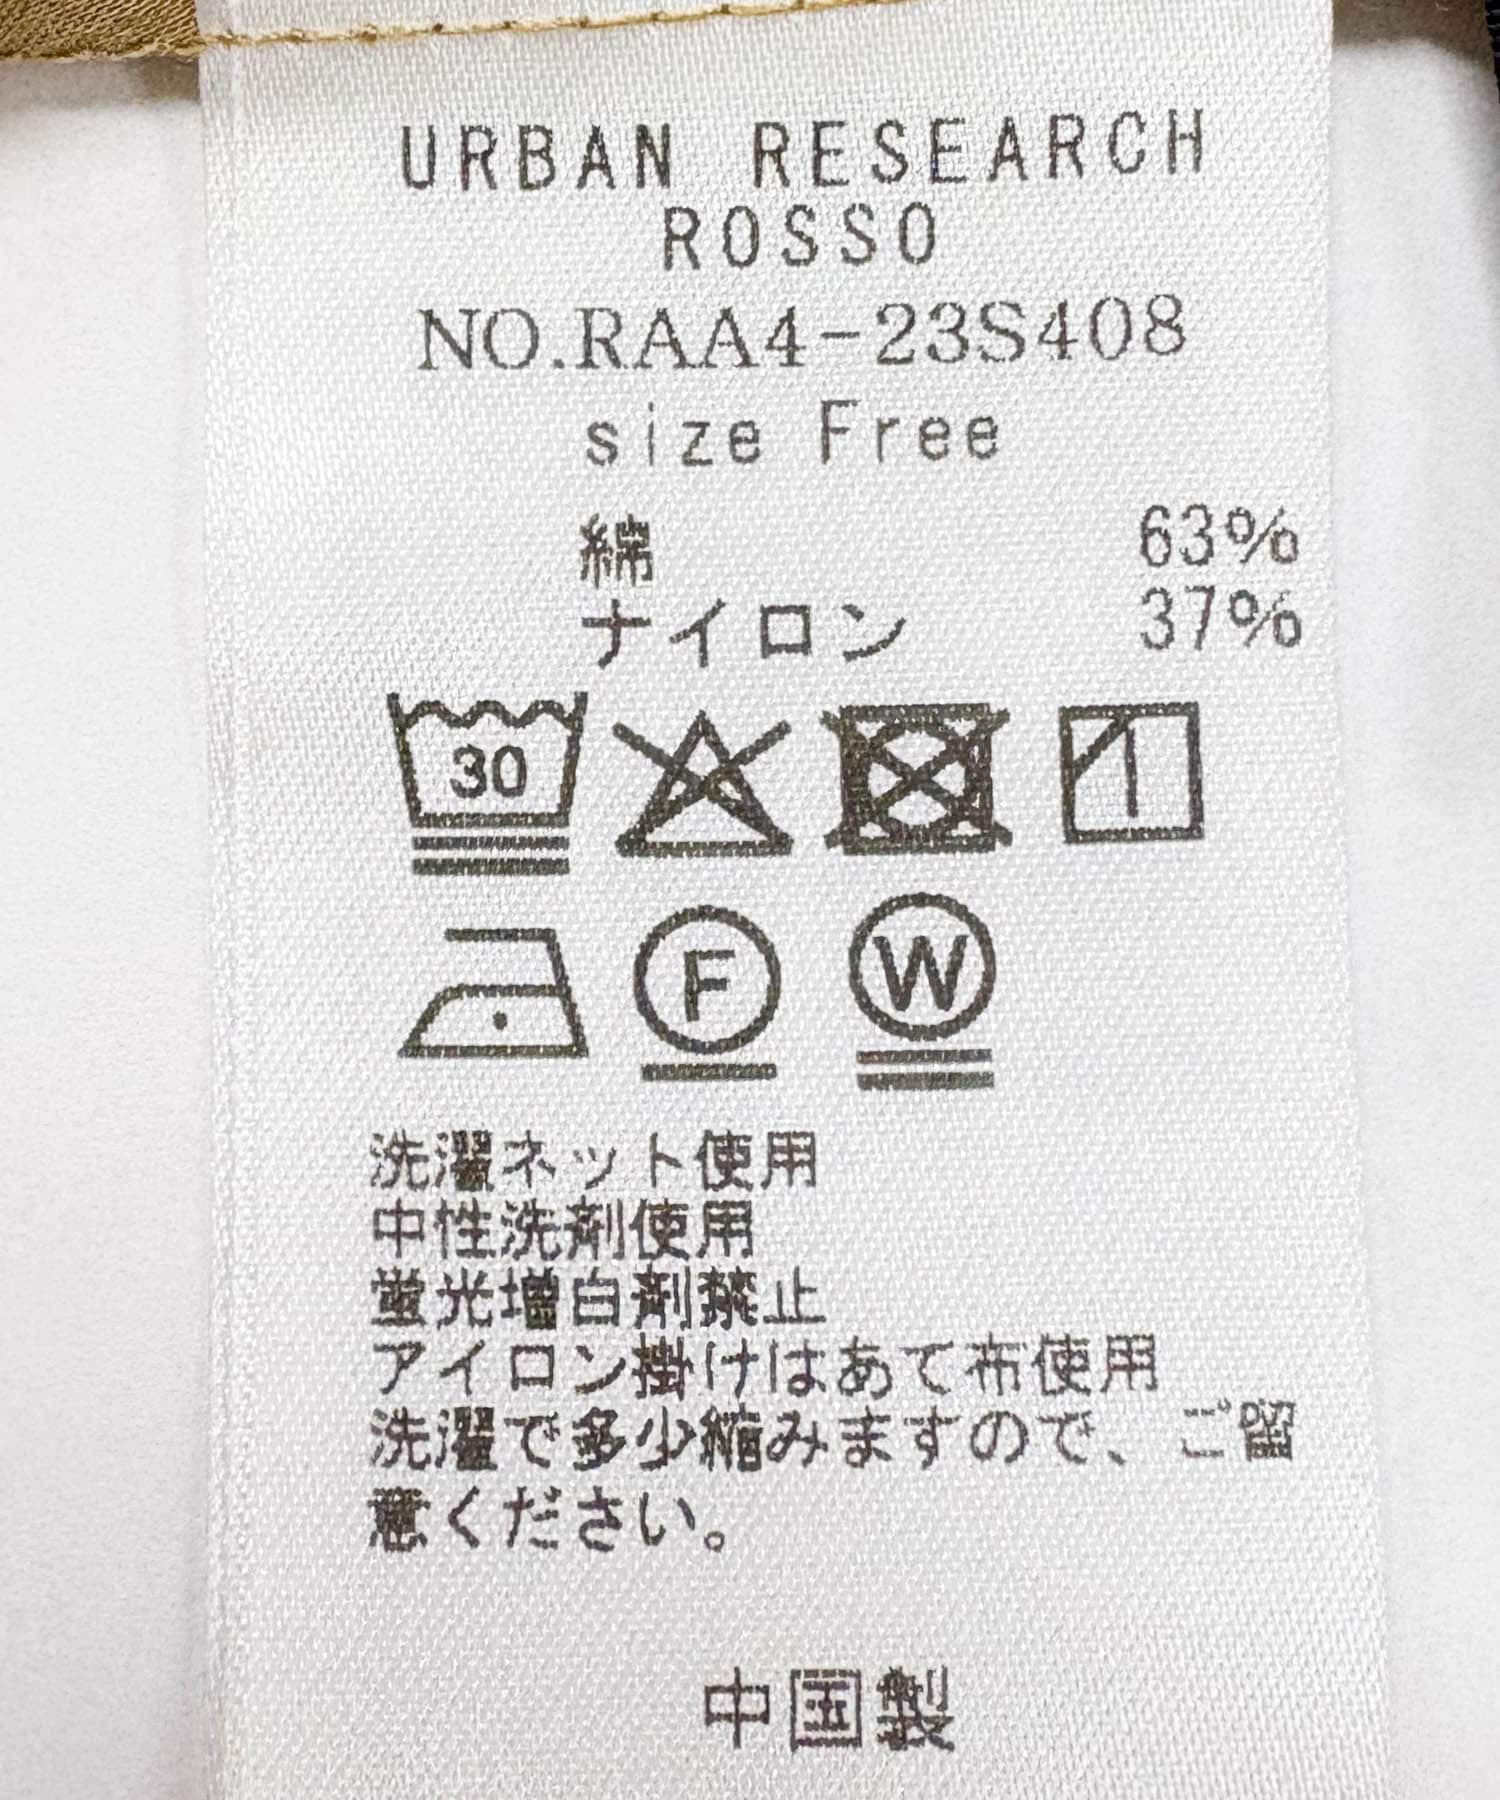 URBAN RESEARCH
ROSSO
NO.RAA4-23S408
size Free
綿 63%
ナイロン 37%
30
F W
洗濯ネット使用
中性洗剤使用
蛍光増白剤禁止
アイロン掛けはあて布使用
洗濯で多少縮みますので、ご留
意ください。
中国製